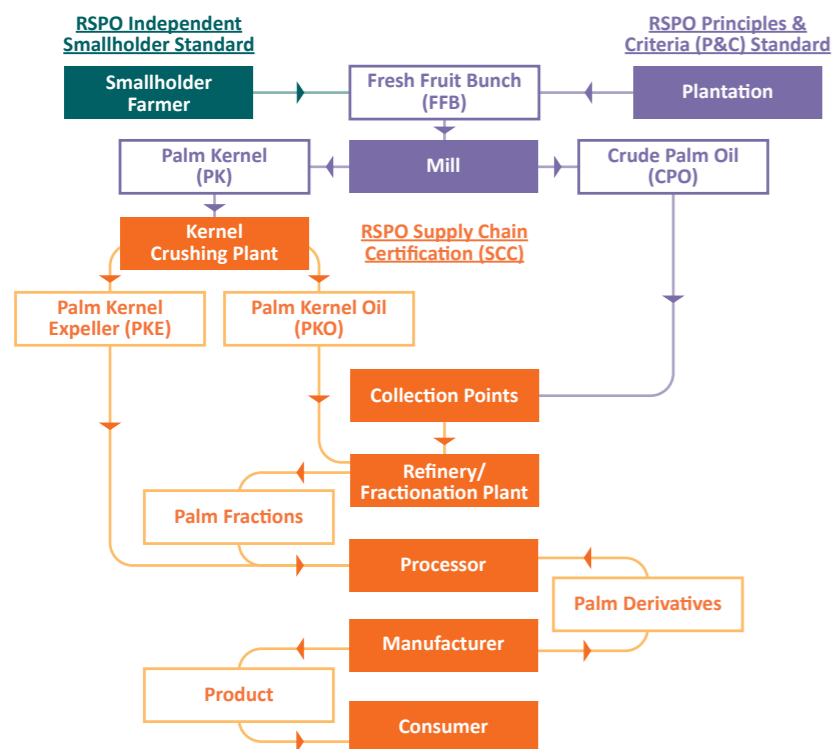 RSPO Independent
Smallholder Standard
RSPO Principles &
Criteria (P&C) Standard
Smallholder
Farmer
Fresh Fruit Bunch
(FFB)
Plantation
Palm Kernel
(PK)
Mill
Crude Palm Oil
(CPO)
Kernel
Crushing Plant
RSPO Supply Chain
Certification (SCC)
Palm Kernel
Expeller (PKE)
Palm Kernel Oil
(PKO)
Collection Points
Refinery/
Fractionation Plant
Palm Fractions
Processor
Palm Derivatives
Manufacturer
Product
Consumer